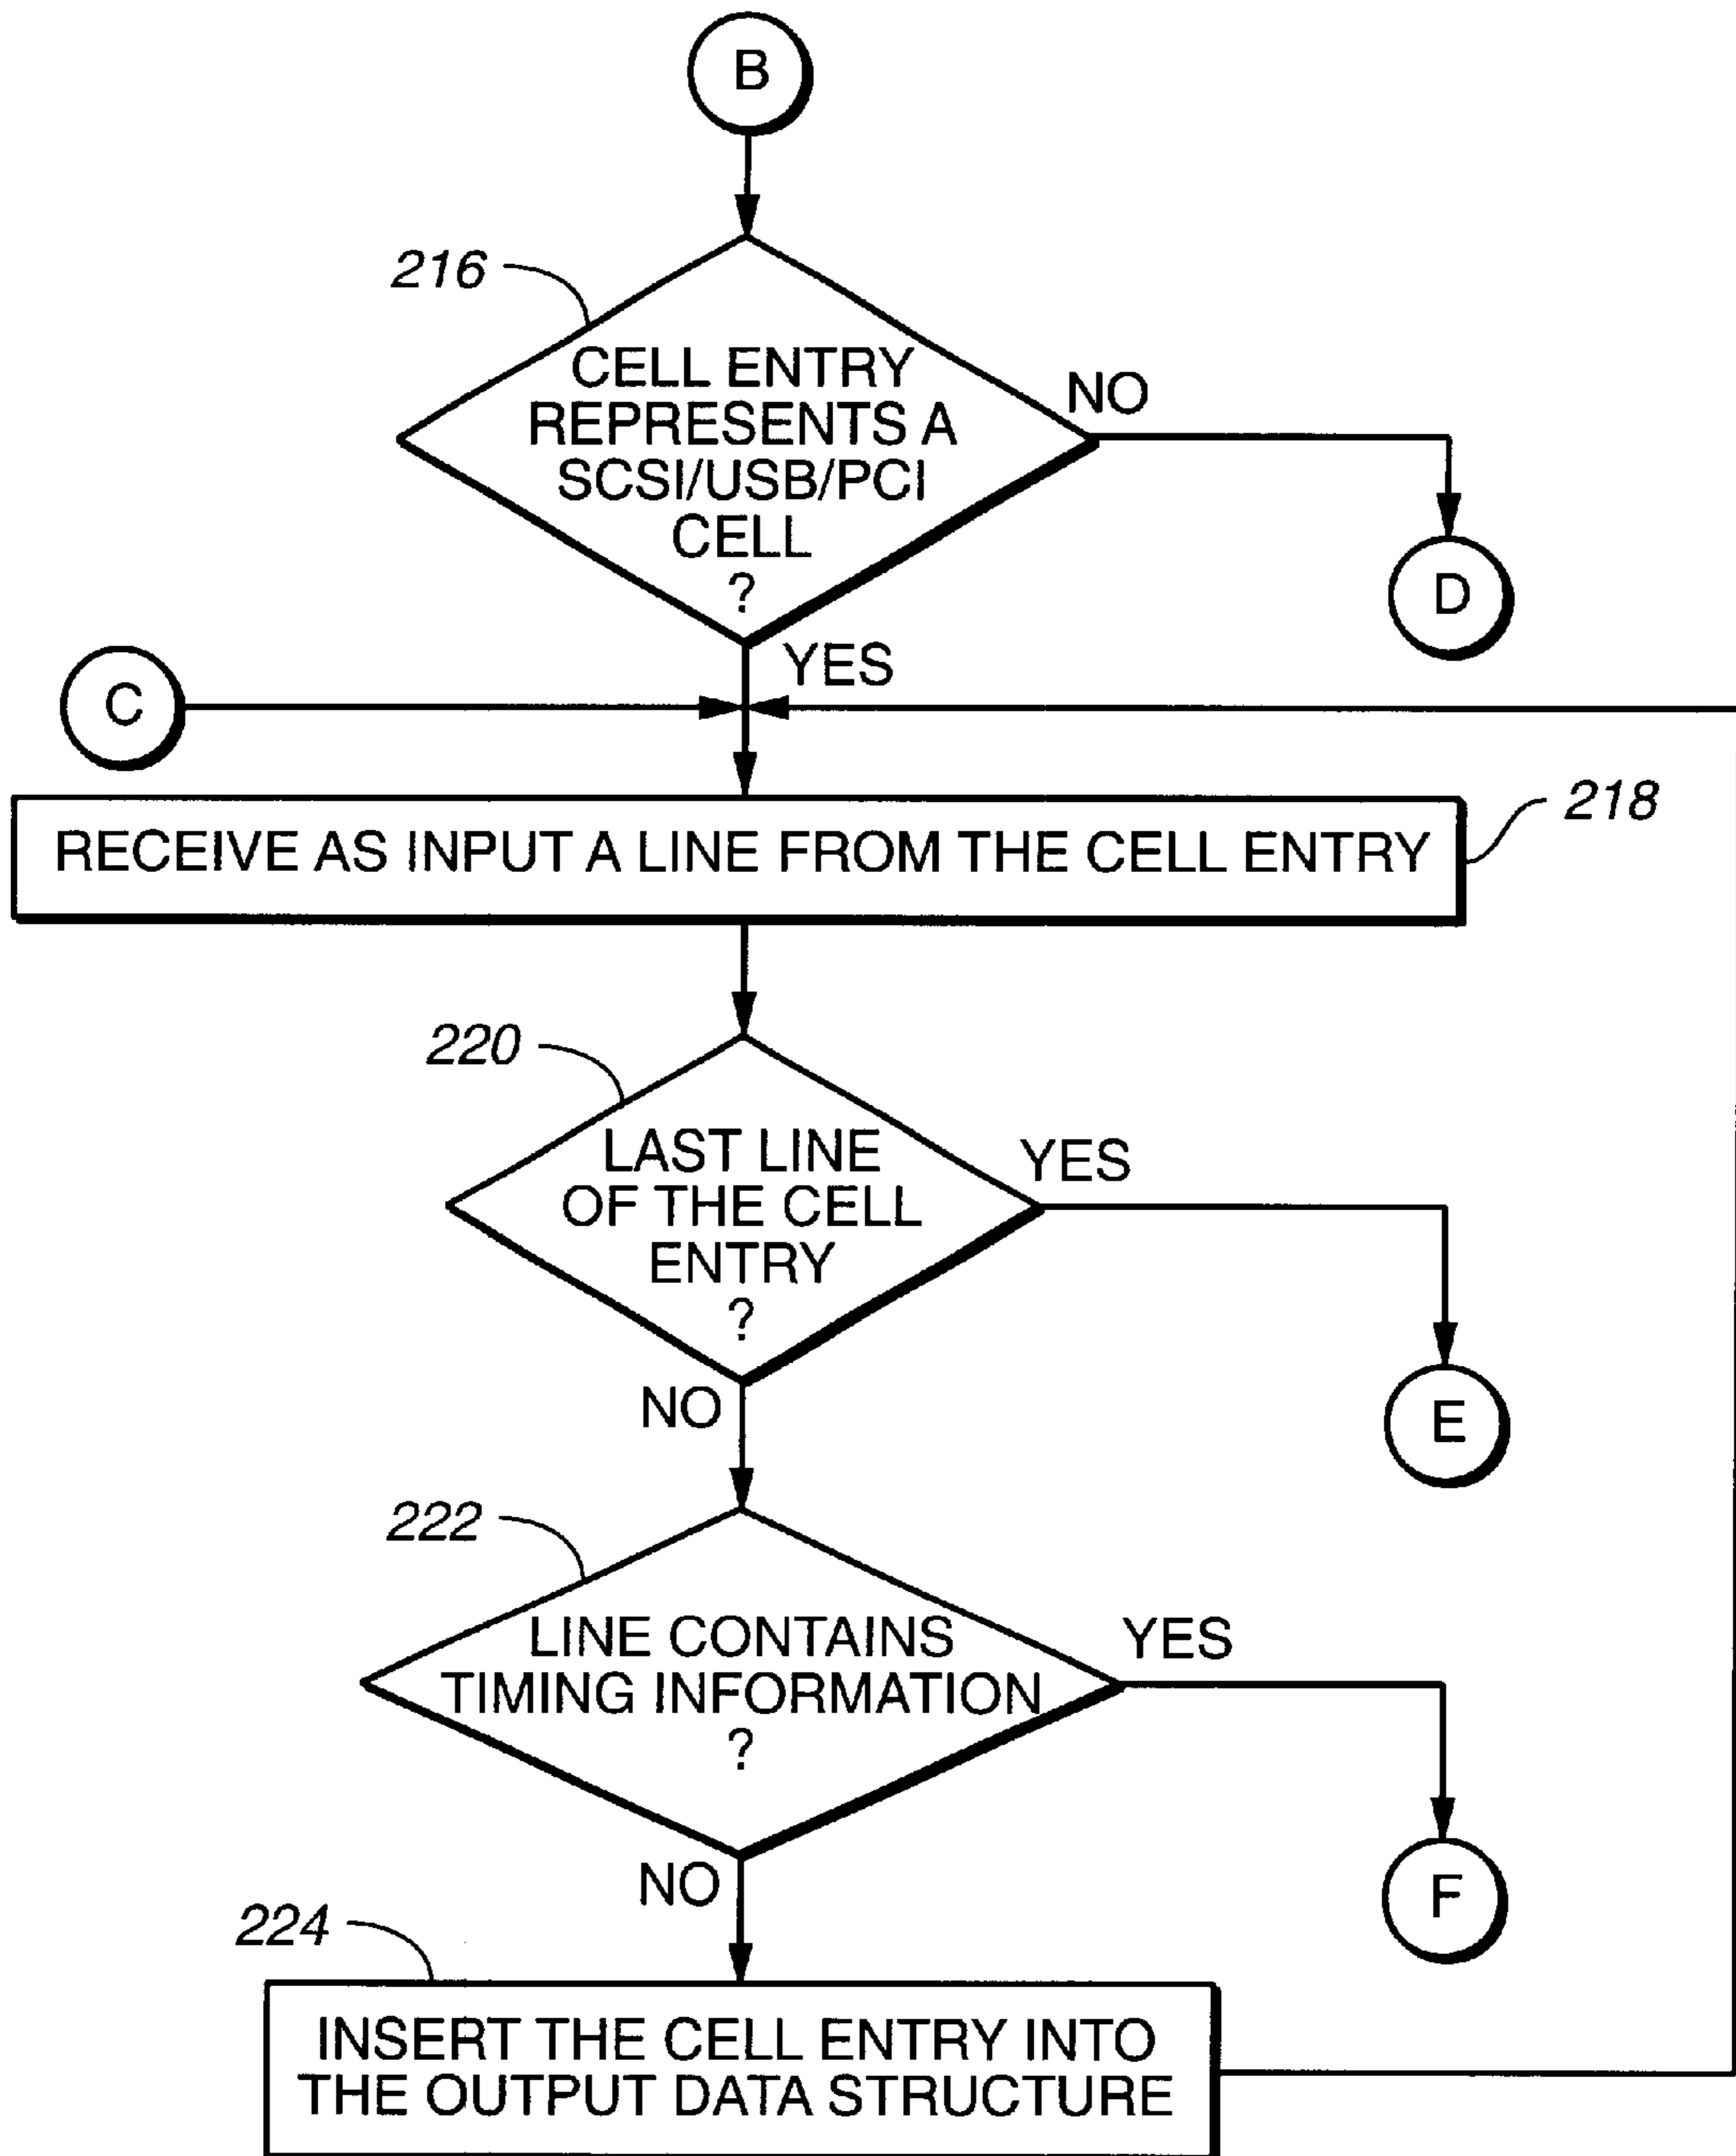 B
216
CELL ENTRY
REPRESENTS A
SCSI/USB/PCI
CELL
?
NO
D
YES
C
RECEIVE AS INPUT A LINE FROM THE CELL ENTRY
218
220
LAST LINE
OF THE CELL
ENTRY
?
YES
E
NO
222
LINE CONTAINS
TIMING INFORMATION
?
YES
F
NO
224
INSERT THE CELL ENTRY INTO
THE OUTPUT DATA STRUCTURE